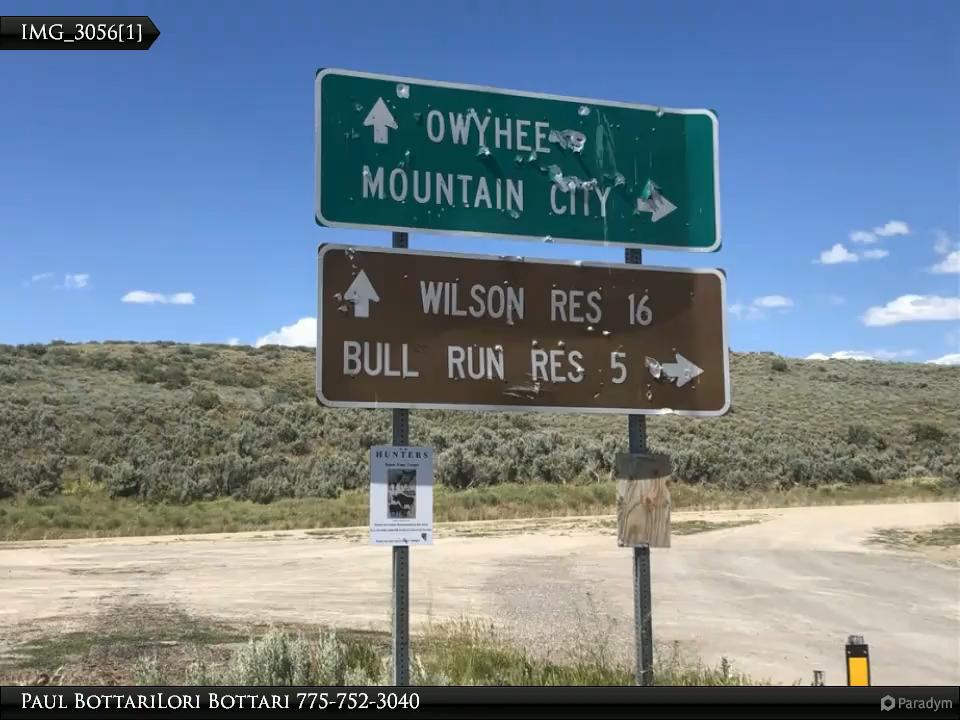 IMG_3056[1]
OWYHEE
MOUNTAIN CITY
WILSON RES 16
BULL RUN RES 5
HUNTERS
PAUL BOTTARILORI BOTTARI 775-752-3040
Paradym